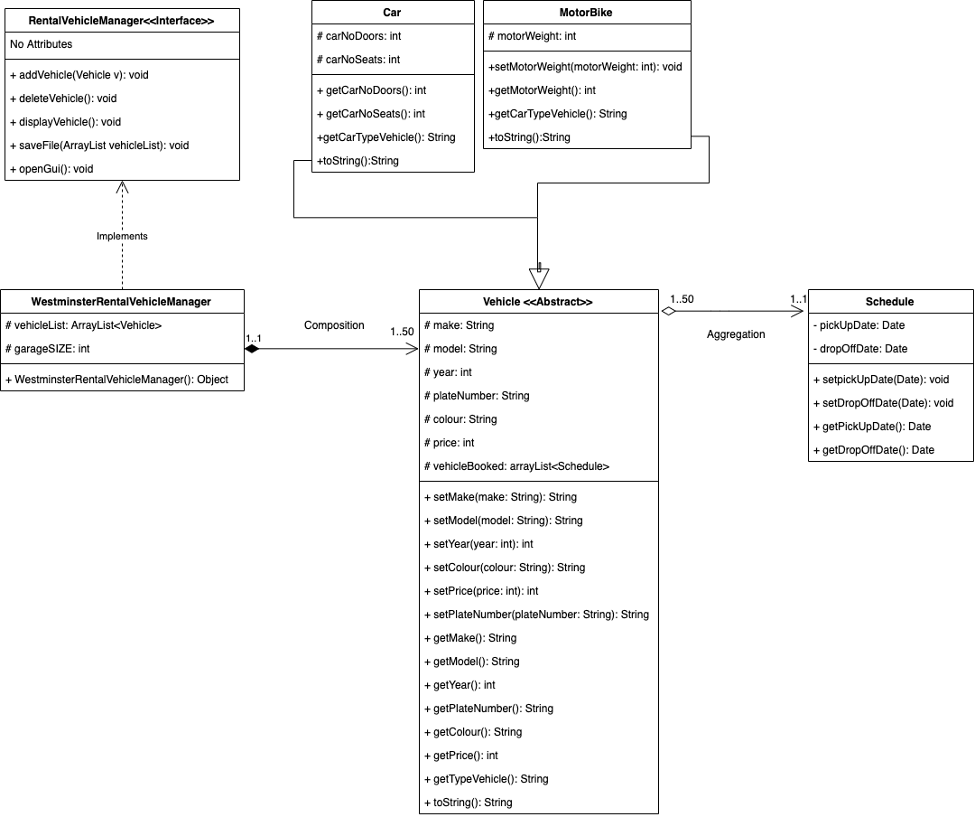 RentalVehicleManager<<Interface>>
No Attributes
+ addVehicle(Vehicle v): void
+ deleteVehicle(): void
+ displayVehicle(): void
+ saveFile(ArrayList vehicleList): void
+ openGui(): void
Car
# carNoDoors: int
# carNoSeats: int
+ getCarNoDoors(): int
+ getCarNoSeats(): int
+getCarTypeVehicle(): String
+toString():String
MotorBike
# motorWeight: int
+setMotorWeight(motorWeight: int): void
+getMotorWeight(): int
+getCarTypeVehicle(): String
+toString():String
Implements
WestminsterRentalVehicleManager
# vehicleList: ArrayList<Vehicle>
# garageSIZE: int
+ WestminsterRentalVehicleManager(): Object
1..1
Composition
1..50
Vehicle <<Abstract>>
# make: String
# model: String
# year: int
# plateNumber: String
# colour: String
# price: int
# vehicleBooked: arrayList<Schedule>
+ setMake(make: String): String
+ setModel(model: String): String
+ setYear(year: int): int
+ setColour(colour: String): String
+ setPrice(price: int): int
+ setPlateNumber(plateNumber: String): String
+ getMake(): String
+ getModel(): String
+ getYear(): int
+ getPlateNumber(): String
+ getColour(): String
+ getPrice(): int
+ getTypeVehicle(): String
+ toString(): String
1..50
Aggregation
1..1
Schedule
- pickUpDate: Date
- dropOffDate: Date
+ setpickUpDate(Date): void
+ setDropOffDate(Date): void
+ getPickUpDate(): Date
+ getDropOffDate(): Date